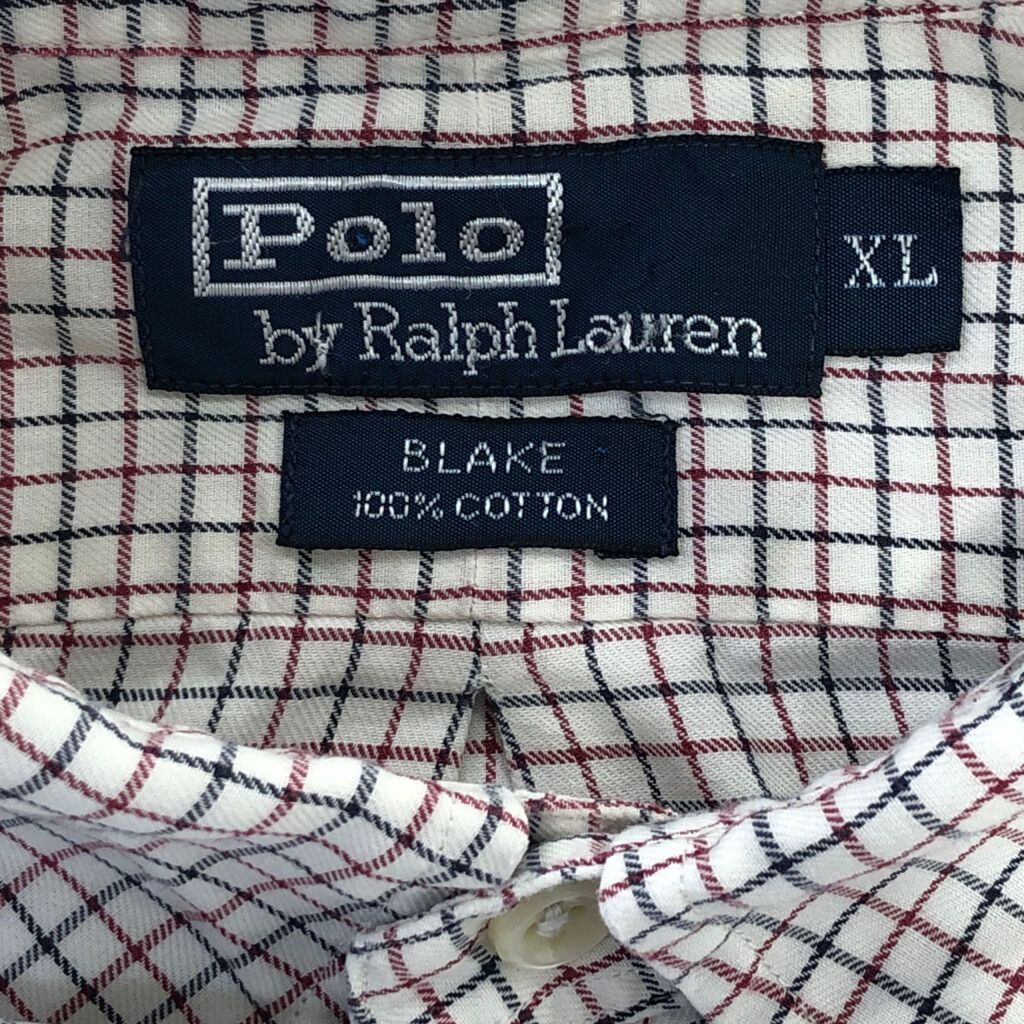 Polo
by Ralph Lauren
XL
BLAKE
100% COTTON